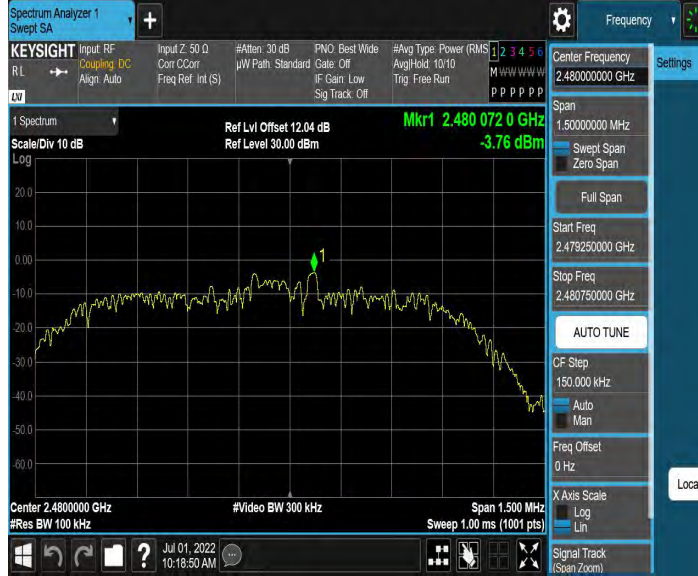 Spectrum Analyzer 1
Swept SA
+
Frequency
KEYSIGHT
Input: RF
Input Z: 50 Ω
#Atten: 30 dB
PNO: Best Wide
#Avg Type: Power (RMS
1 2 3 4 5 6
RL
Coupling: DC
Corr CCorr
µW Path: Standard
Gate: Off
Avg|Hold: 10/10
M W W W W W
Align: Auto
Freq Ref: Int (S)
IF Gain: Low
Trig: Free Run
LXI
Sig Track: Off
P P P P P P
1 Spectrum
Ref Lvl Offset 12.04 dB
Mkr1 2.480 072 0 GHz
Scale/Div 10 dB
Ref Level 30.00 dBm
-3.76 dBm
Log
20.0
10.0
0.00
-10.0
-20.0
-30.0
-40.0
-50.0
-60.0
1
Center 2.4800000 GHz
#Video BW 300 kHz
Span 1.500 MHz
#Res BW 100 kHz
Sweep 1.00 ms (1001 pts)
?
Jul 01, 2022
10:18:50 AM
Center Frequency
2.480000000 GHz
Settings
Span
1.50000000 MHz
Swept Span
Zero Span
Full Span
Start Freq
2.479250000 GHz
Stop Freq
2.480750000 GHz
AUTO TUNE
CF Step
150.000 kHz
Auto
Man
Freq Offset
0 Hz
X Axis Scale
Log
Lin
Loca
Signal Track
(Span Zoom)